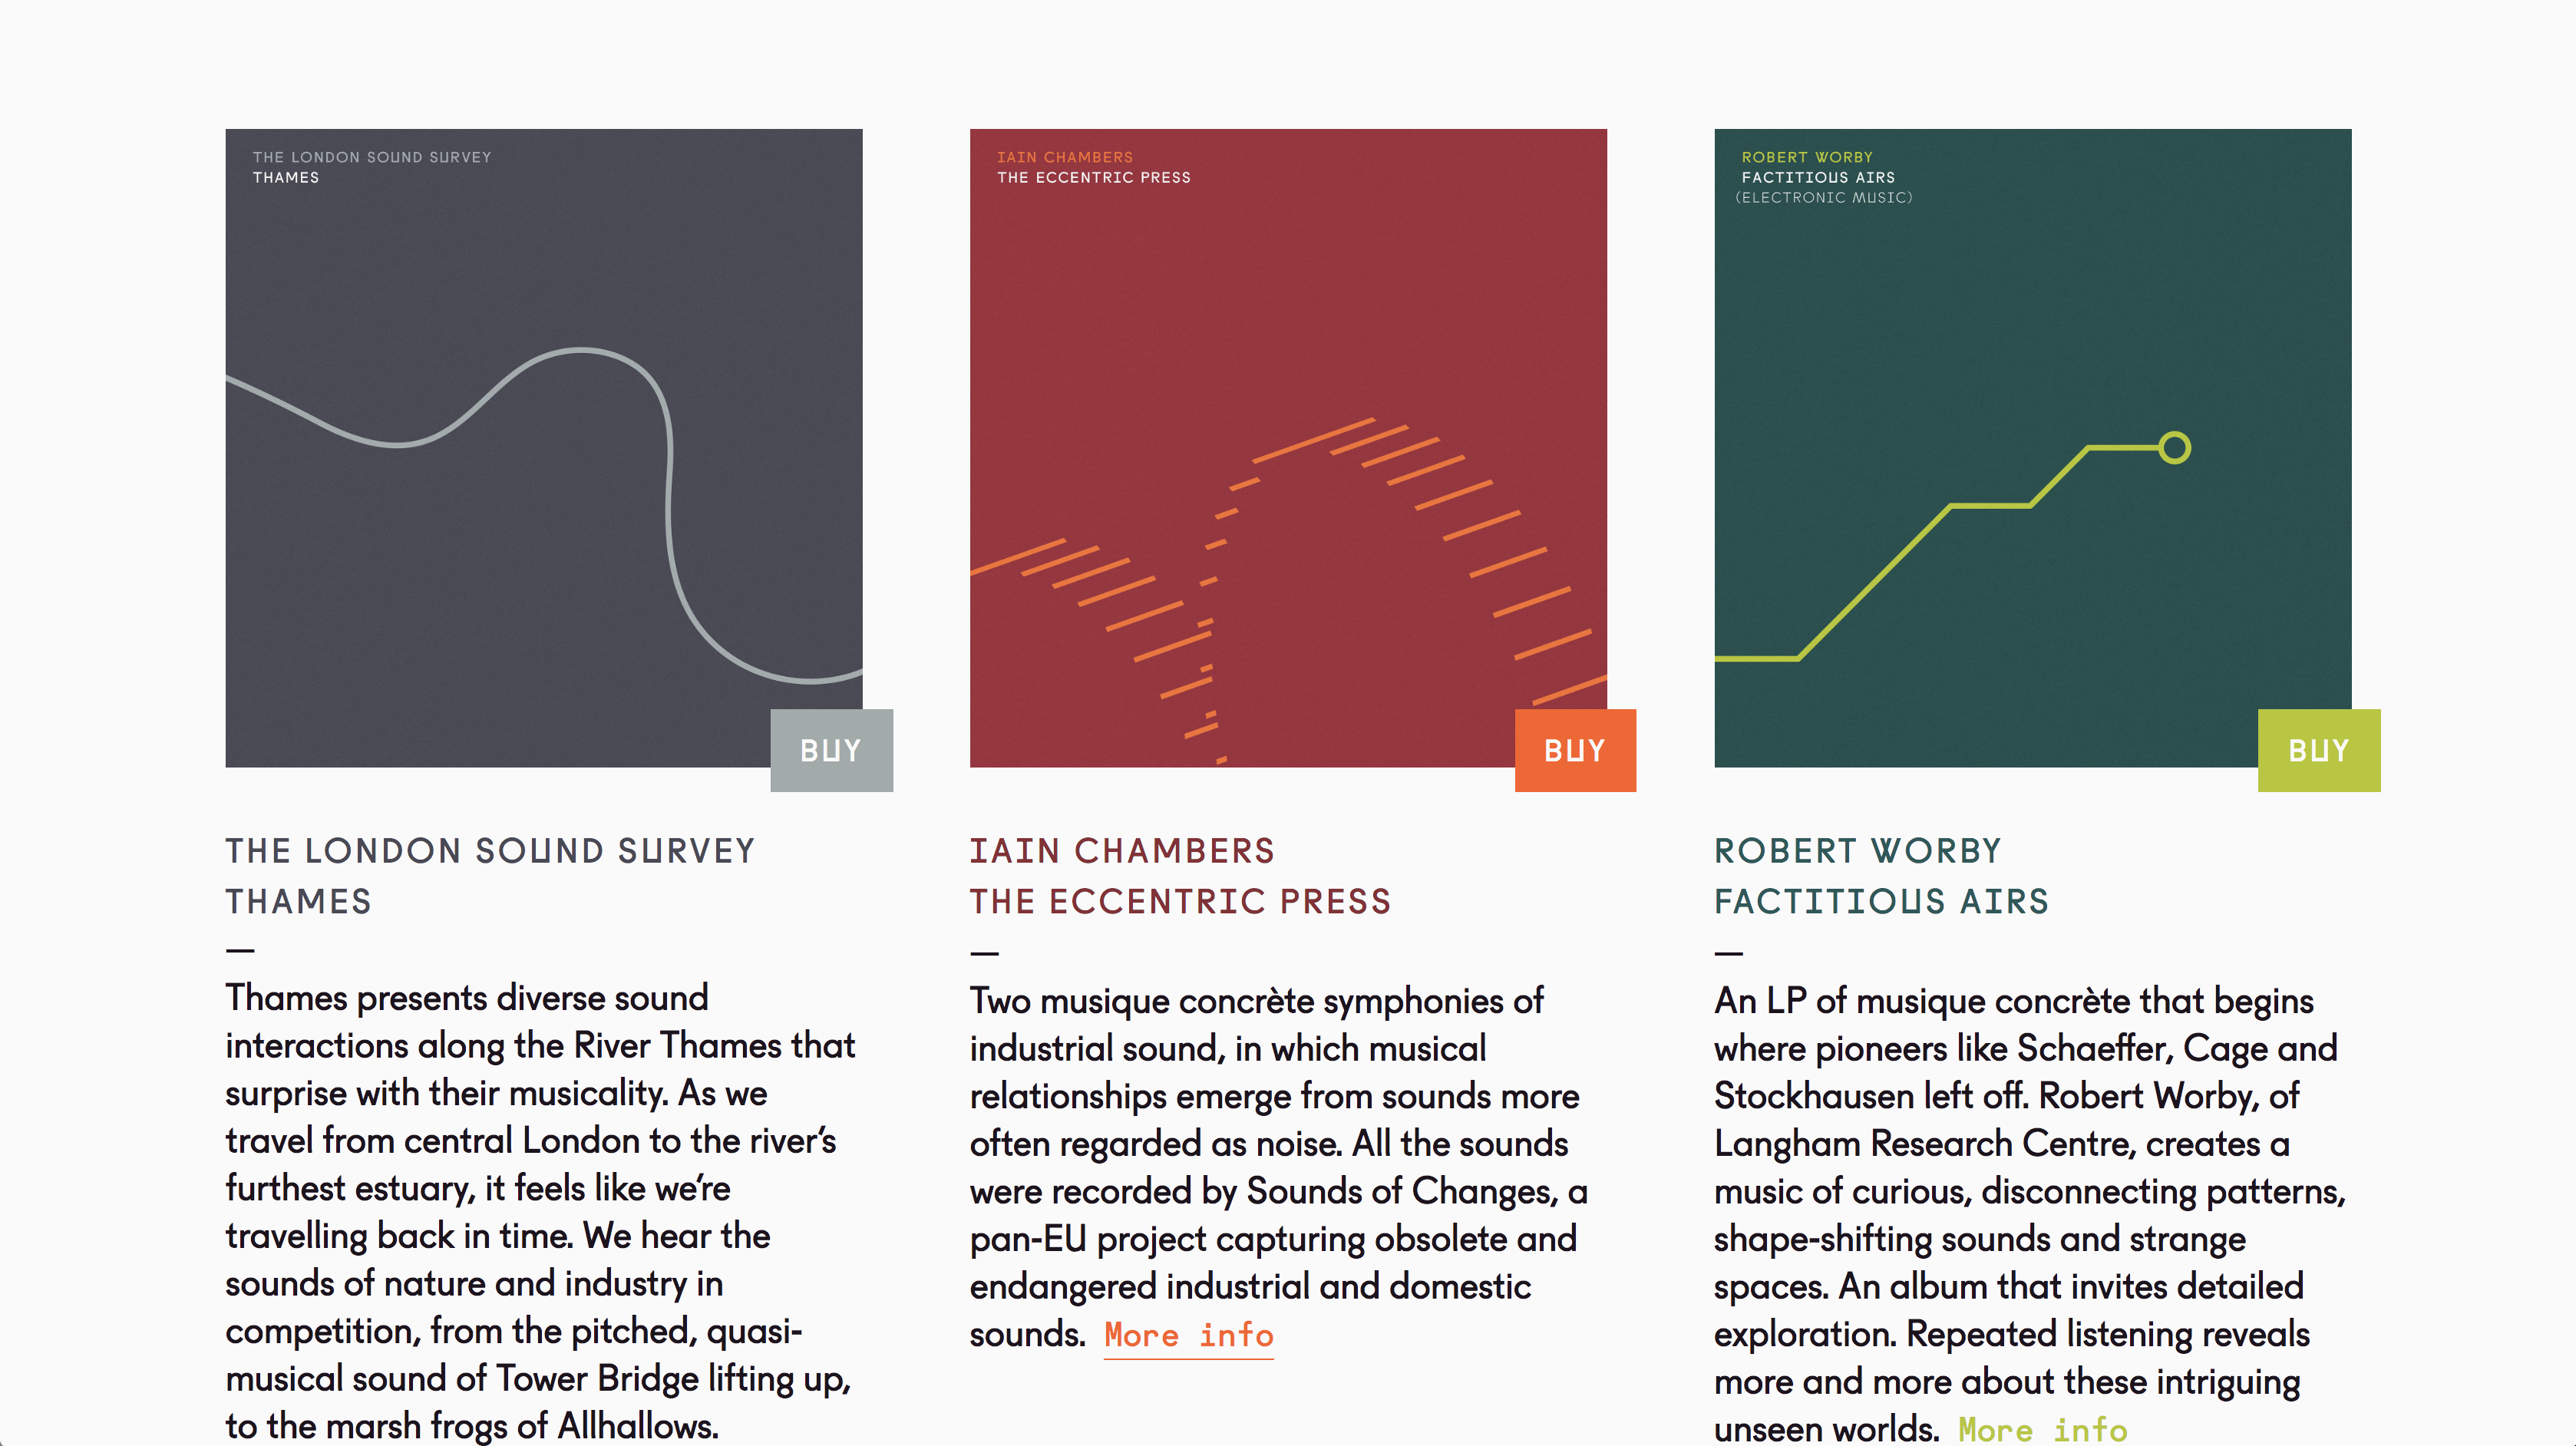 THE LONDON SOUND SURVEY
THAMES
BUY
THE LONDON SOUND SURVEY
THAMES
—
Thames presents diverse sound
interactions along the River Thames that
surprise with their musicality. As we
travel from central London to the river’s
furthest estuary, it feels like we’re
travelling back in time. We hear the
sounds of nature and industry in
competition, from the pitched, quasi-
musical sound of Tower Bridge lifting up,
to the marsh frogs of Allhallows.
IAIN CHAMBERS
THE ECCENTRIC PRESS
BUY
IAIN CHAMBERS
THE ECCENTRIC PRESS
—
Two musique concrète symphonies of
industrial sound, in which musical
relationships emerge from sounds more
often regarded as noise. All the sounds
were recorded by Sounds of Changes, a
pan-EU project capturing obsolete and
endangered industrial and domestic
sounds. More info
ROBERT WORBY
FACTITIOUS AIRS
(ELECTRONIC MUSIC)
BUY
ROBERT WORBY
FACTITIOUS AIRS
—
An LP of musique concrète that begins
where pioneers like Schaeffer, Cage and
Stockhausen left off. Robert Worby, of
Langham Research Centre, creates a
music of curious, disconnecting patterns,
shape-shifting sounds and strange
spaces. An album that invites detailed
exploration. Repeated listening reveals
more and more about these intriguing
unseen worlds. More info